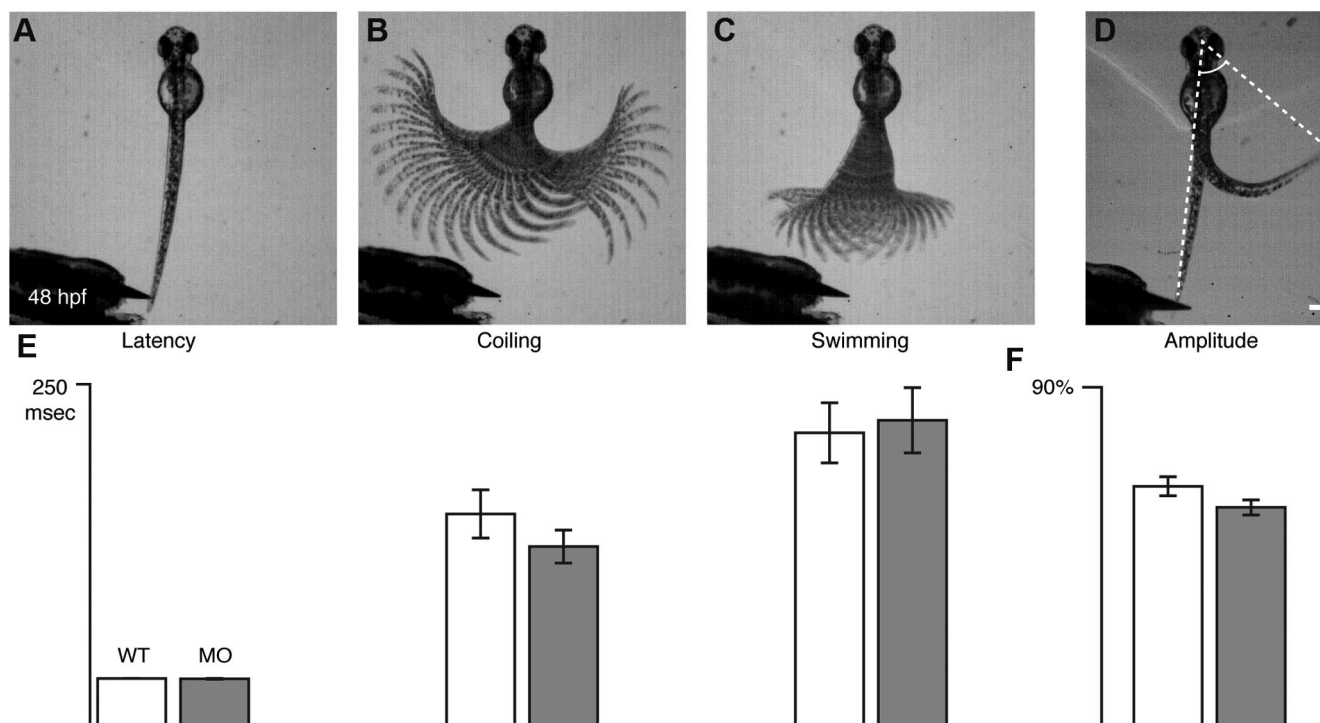 A
B
C
D
48 hpf
Latency
Coiling
Swimming
Amplitude
E
F
250
msec
90%
WT
MO